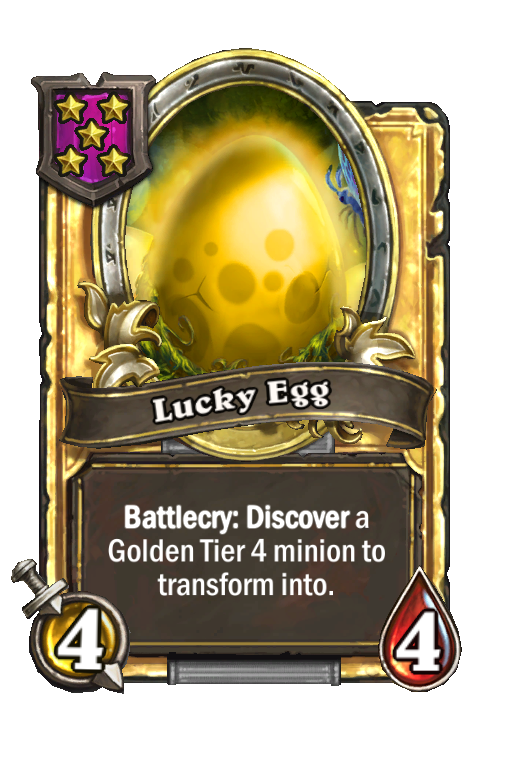 Lucky Egg
Battlecry: Discover a
Golden Tier 4 minion to
transform into.
4
4